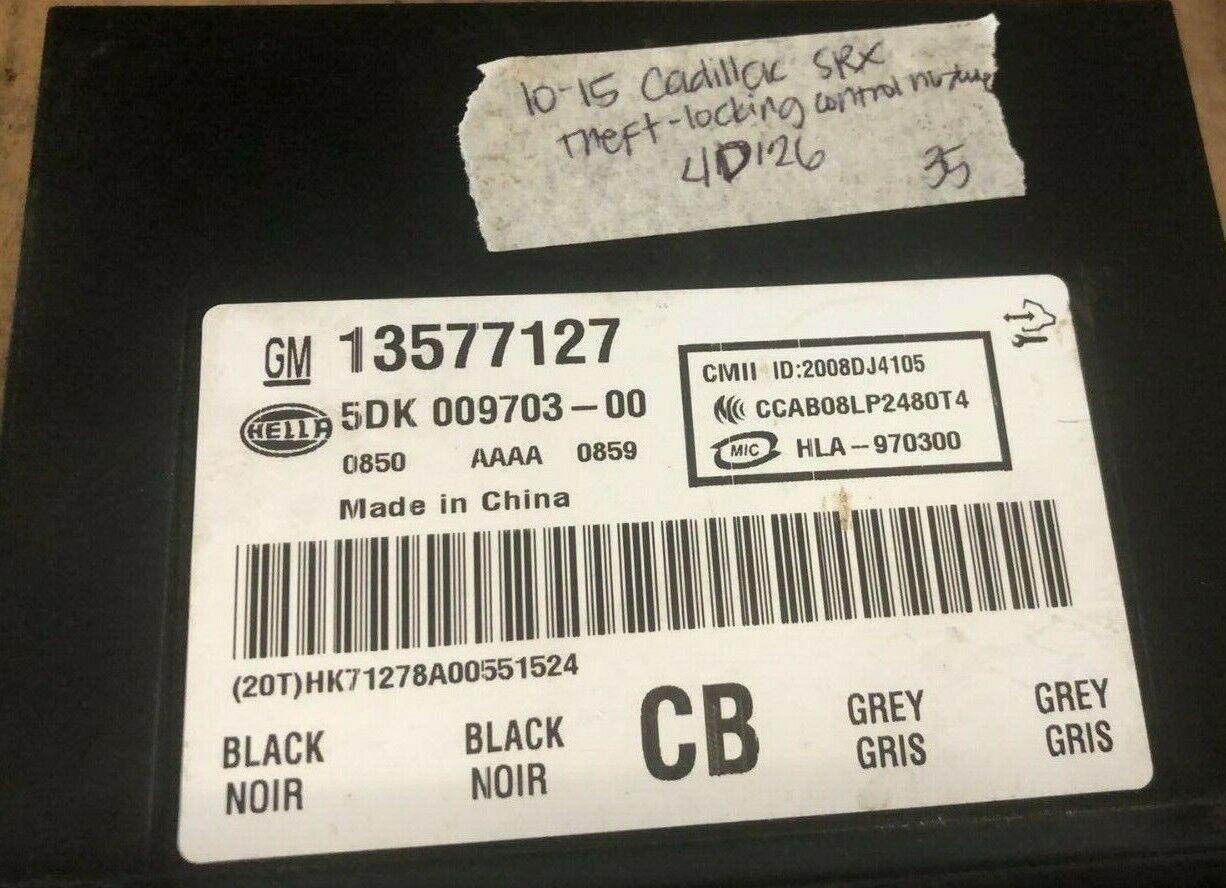 10-15 Cadillac SRX
Theft-locking control
4D126 35
GM 13577127
HELLA 5DK 009703-00
0850 AAAA 0859
Made in China
CMII ID:2008DJ4105
CCAB08LP2480T4
MIC HLA-970300
(20T)HK71278A00551524
BLACK BLACK CB GREY GREY
NOIR NOIR GRIS GRIS